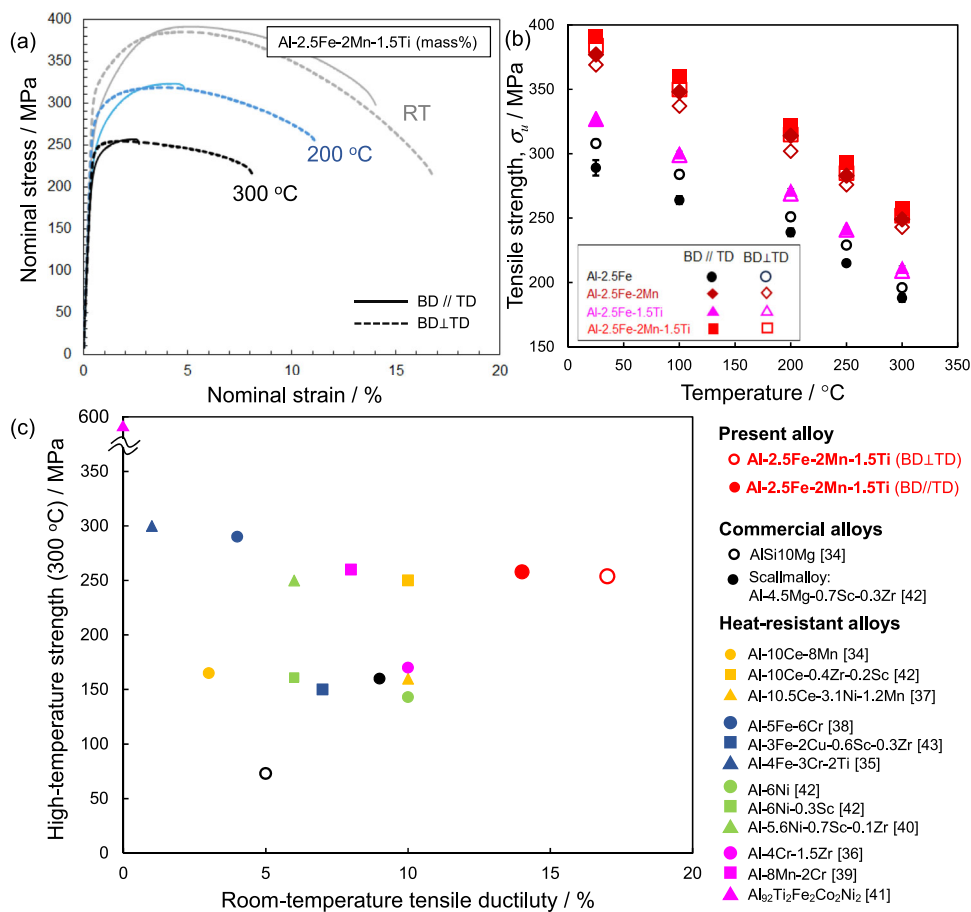 (a)
Al-2.5Fe-2Mn-1.5Ti (mass%)
Nominal stress / MPa
400
350
300
250
200
150
100
50
0
RT
200 °C
300 °C
BD // TD
BD⊥TD
0 5 10 15 20
Nominal strain / %
(b)
Tensile strength, σu / MPa
400
350
300
250
200
150
BD // TD BD⊥TD
Al-2.5Fe
Al-2.5Fe-2Mn
Al-2.5Fe-1.5Ti
Al-2.5Fe-2Mn-1.5Ti
0 50 100 150 200 250 300 350
Temperature / °C
(c)
High-temperature strength (300 °C) / MPa
600
350
300
250
200
150
100
50
0
0 5 10 15 20
Room-temperature tensile ductiluty / %
Present alloy
Al-2.5Fe-2Mn-1.5Ti (BD⊥TD)
Al-2.5Fe-2Mn-1.5Ti (BD//TD)
Commercial alloys
AlSi10Mg [34]
Scallmalloy:
Al-4.5Mg-0.7Sc-0.3Zr [42]
Heat-resistant alloys
Al-10Ce-8Mn [34]
Al-10Ce-0.4Zr-0.2Sc [42]
Al-10.5Ce-3.1Ni-1.2Mn [37]
Al-5Fe-6Cr [38]
Al-3Fe-2Cu-0.6Sc-0.3Zr [43]
Al-4Fe-3Cr-2Ti [35]
Al-6Ni [42]
Al-6Ni-0.3Sc [42]
Al-5.6Ni-0.7Sc-0.1Zr [40]
Al-4Cr-1.5Zr [36]
Al-8Mn-2Cr [39]
Al₉₂Ti₂Fe₂Co₂Ni₂ [41]